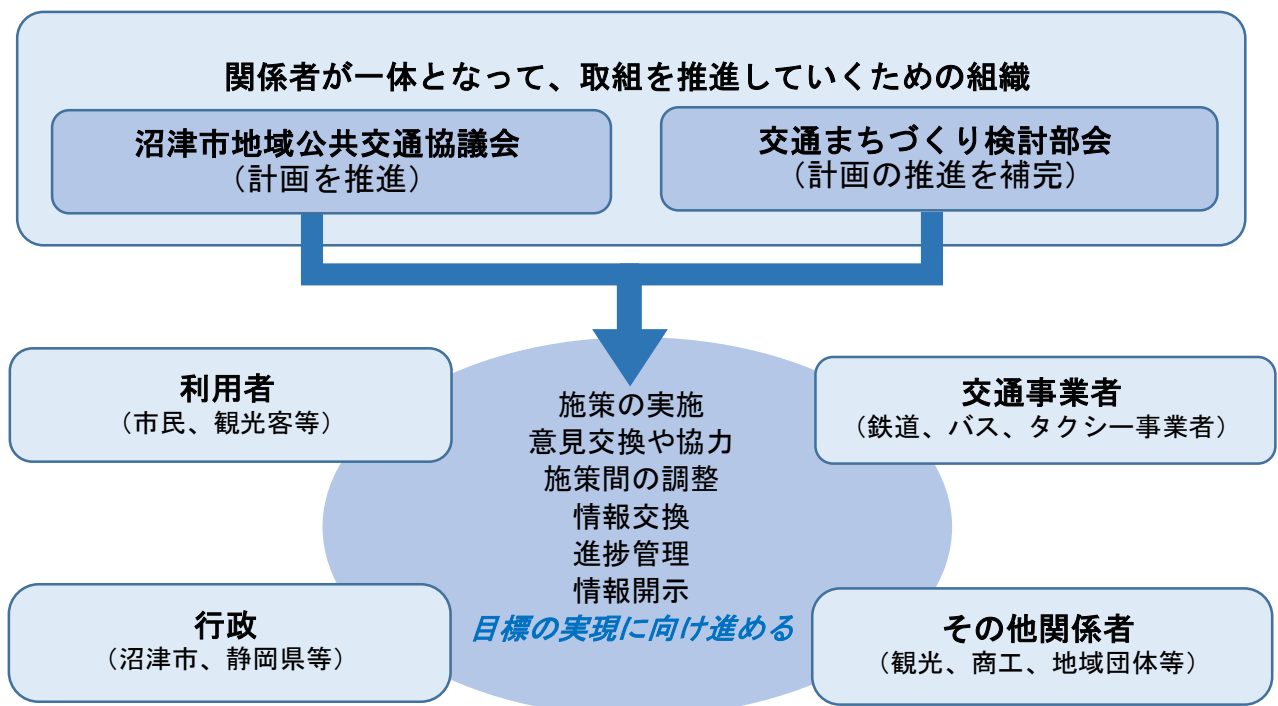 関係者が一体となって、取組を推進していくための組織
沼津市地域公共交通協議会
（計画を推進）
交通まちづくり検討部会
（計画の推進を補完）
利用者
（市民、観光客等）
交通事業者
（鉄道、バス、タクシー事業者）
施策の実施
意見交換や協力
施策間の調整
情報交換
進捗管理
情報開示
目標の実現に向け進める
行政
（沼津市、静岡県等）
その他関係者
（観光、商工、地域団体等）